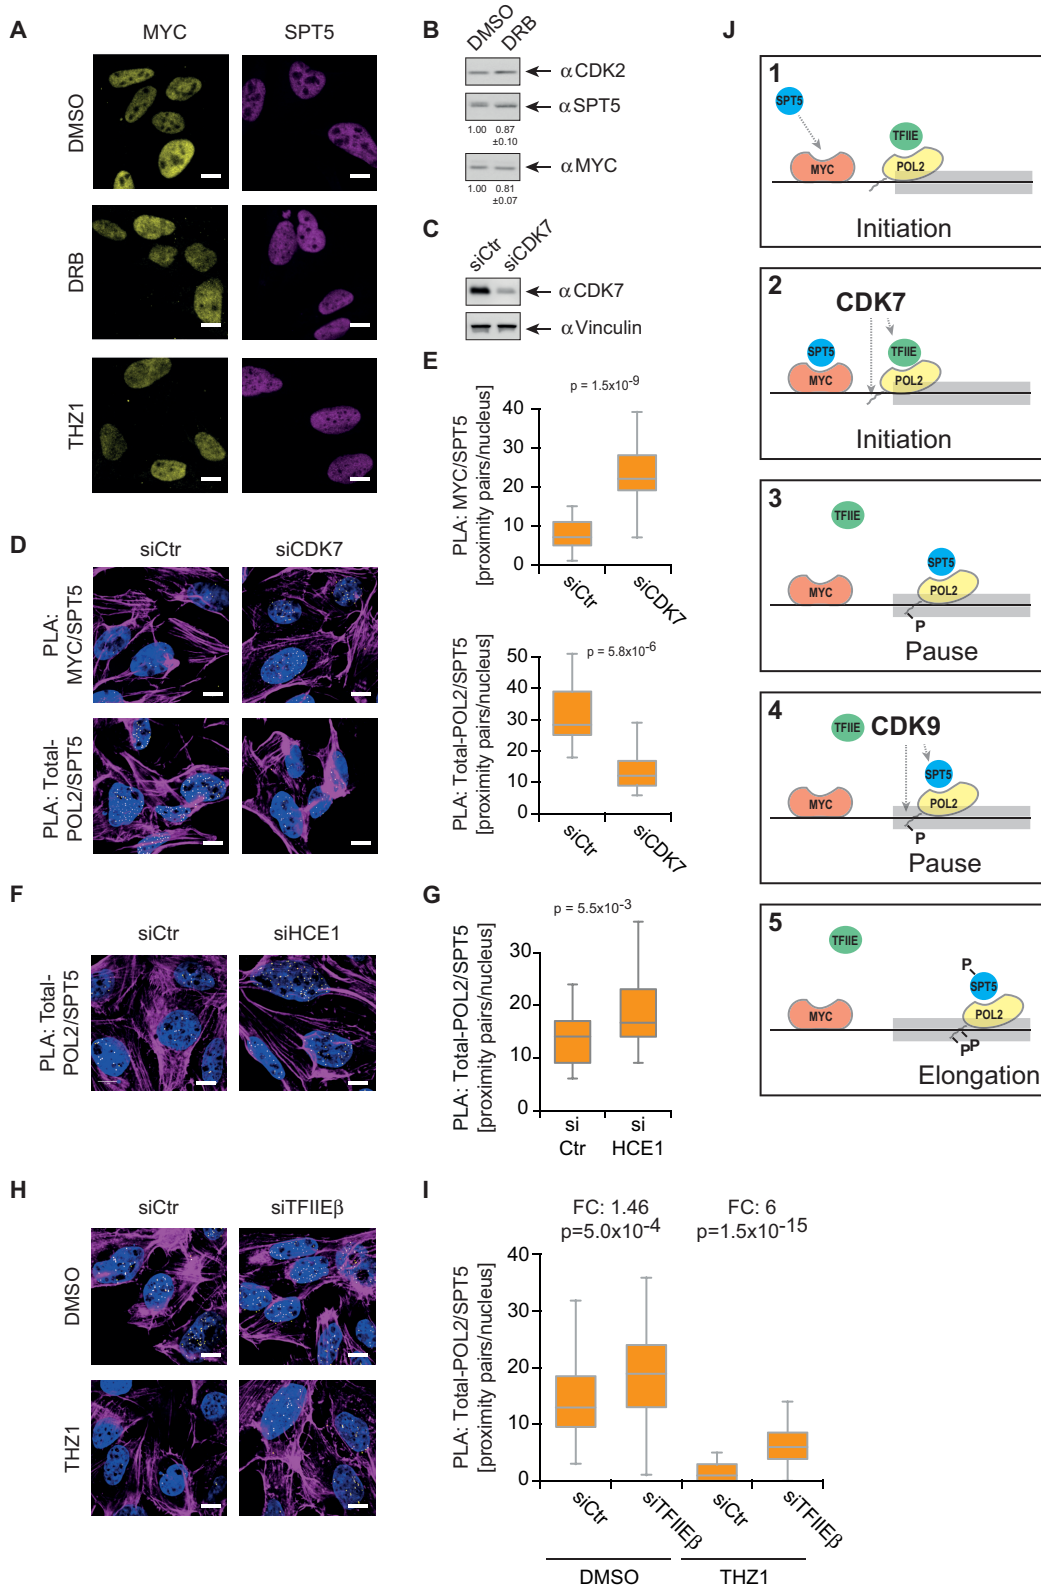 A
MYC
SPT5
DMSO
DRB
THZ1
B
DMSO
DRB
αCDK2
αSPT5
1.00
0.87
±0.10
αMYC
1.00
0.81
±0.07
C
siCtr
siCDK7
αCDK7
αVinculin
D
siCtr
siCDK7
PLA:
MYC/SPT5
PLA: Total-
POL2/SPT5
E
p = 1.5x10-9
PLA: MYC/SPT5
[proximity pairs/nucleus]
40
30
20
10
0
siCtr
siCDK7
p = 5.8x10-6
PLA: Total-POL2/SPT5
[proximity pairs/nucleus]
50
40
30
20
10
0
siCtr
siCDK7
F
siCtr
siHCE1
PLA: Total-
POL2/SPT5
G
p = 5.5x10-3
PLA: Total-POL2/SPT5
[proximity pairs/nucleus]
30
20
10
0
si
Ctr
si
HCE1
H
siCtr
siTFIIEβ
DMSO
THZ1
I
FC: 1.46
p=5.0x10-4
FC: 6
p=1.5x10-15
PLA: Total-POL2/SPT5
[proximity pairs/nucleus]
40
30
20
10
0
siCtr
siTFIIEβ
siCtr
siTFIIEβ
DMSO
THZ1
J
1
SPT5
TFIIE
MYC
POL2
Initiation
2
CDK7
SPT5
TFIIE
MYC
POL2
Initiation
3
TFIIE
SPT5
MYC
POL2
P
Pause
4
TFIIE
CDK9
SPT5
MYC
POL2
P
Pause
5
TFIIE
P
SPT5
MYC
POL2
P
P
Elongation